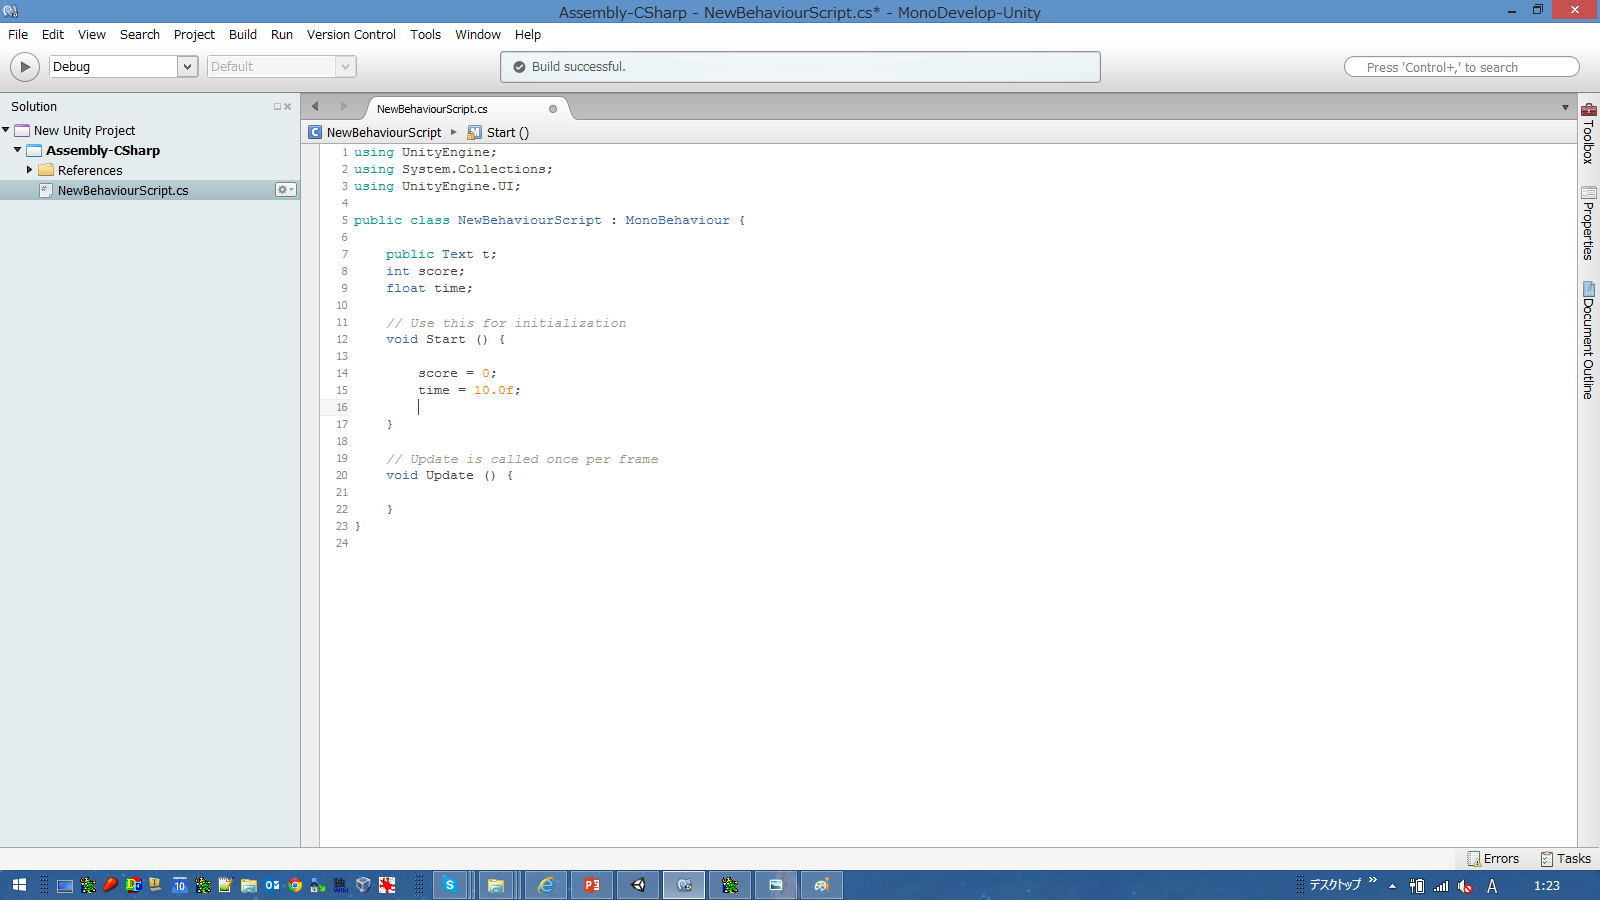 Assembly-CSharp - NewBehaviourScript.cs* - MonoDevelop-Unity
File Edit View Search Project Build Run Version Control Tools Window Help
Debug Default Build successful. Press 'Control+,' to search
Solution
New Unity Project
Assembly-CSharp
References
NewBehaviourScript.cs
NewBehaviourScript.cs
NewBehaviourScript Start ()
1 using UnityEngine;
2 using System.Collections;
3 using UnityEngine.UI;
4
5 public class NewBehaviourScript : MonoBehaviour {
6
7 public Text t;
8 int score;
9 float time;
10
11 // Use this for initialization
12 void Start () {
13
14 score = 0;
15 time = 10.0f;
16
17 }
18
19 // Update is called once per frame
20 void Update () {
21
22 }
23 }
24
Toolbox
Properties
Document Outline
Errors Tasks
デスクトップ A 1:23